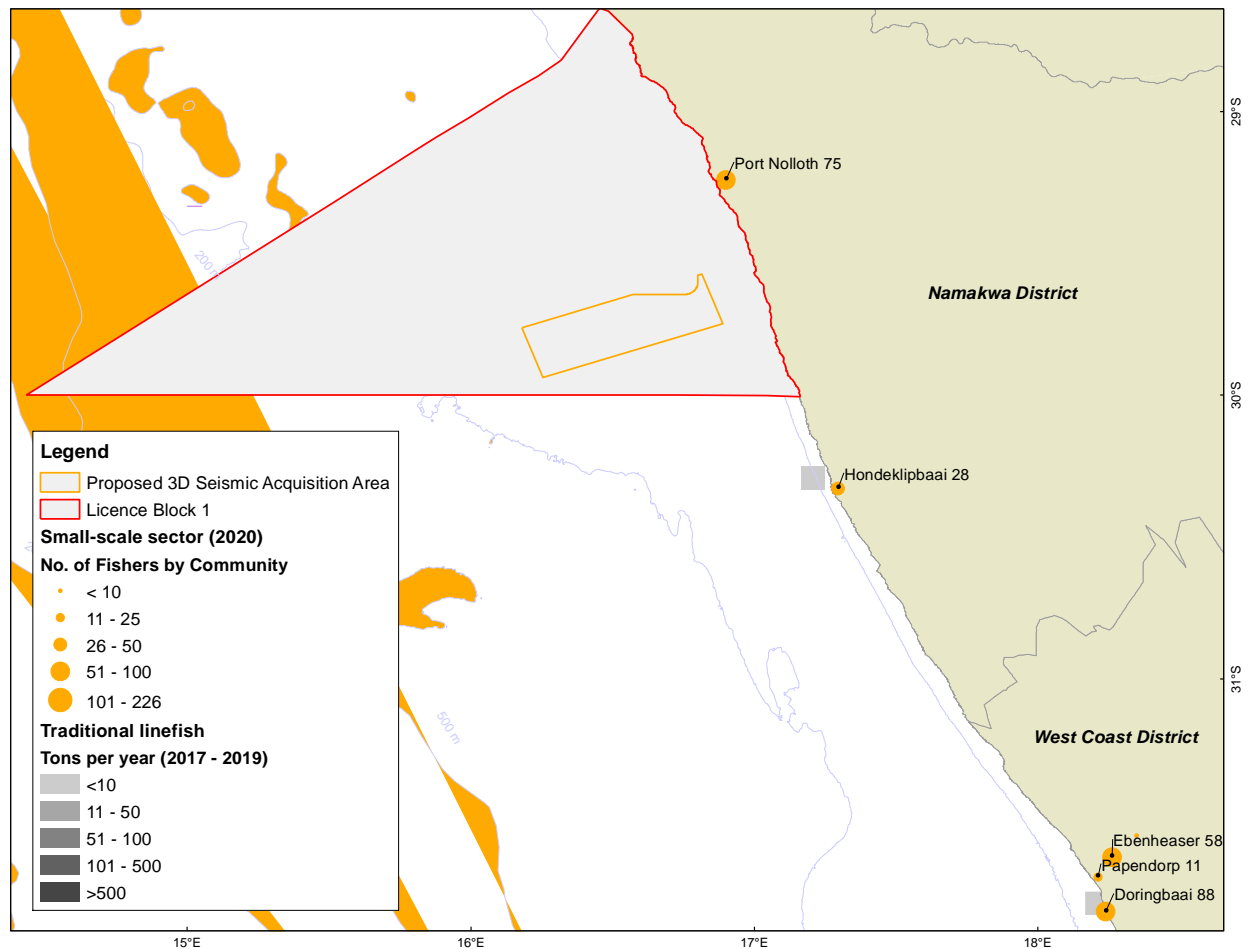 29°S
Port Nolloth 75
Namakwa District
200 m
30°S
Legend
Proposed 3D Seismic Acquisition Area
Licence Block 1
Small-scale sector (2020)
No. of Fishers by Community
< 10
11 - 25
26 - 50
51 - 100
101 - 226
Traditional linefish
Tons per year (2017 - 2019)
<10
11 - 50
51 - 100
101 - 500
>500
Hondeklipbaai 28
31°S
500 m
West Coast District
Ebenheaser 58
Papendorp 11
Doringbaai 88
15°E
16°E
17°E
18°E